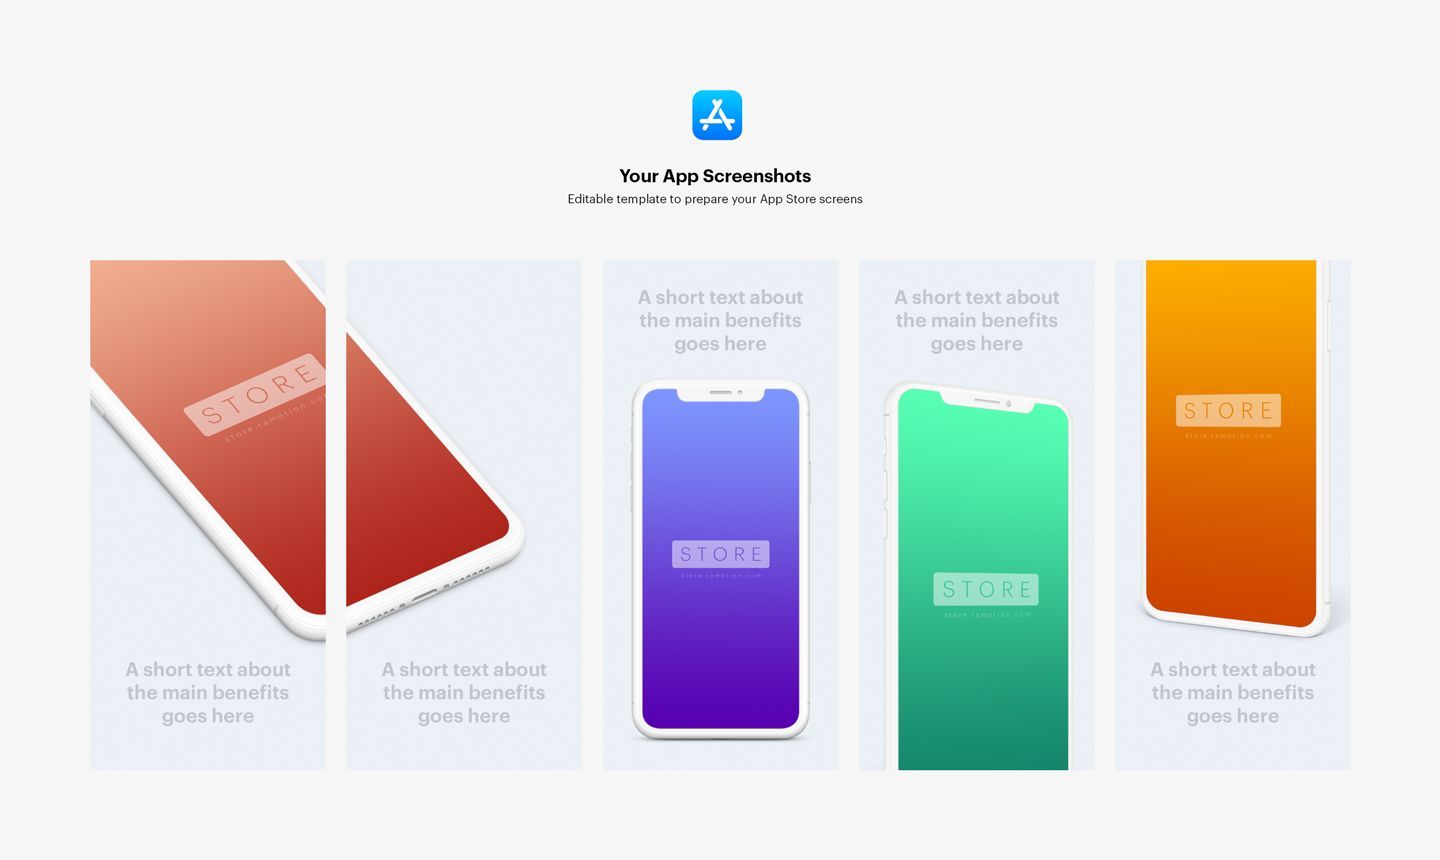 Your App Screenshots
Editable template to prepare your App Store screens
STORE
store.ramotion.co
A short text about
the main benefits
goes here
A short text about
the main benefits
goes here
A short text about
the main benefits
goes here
STORE
store.ramotion.com
A short text about
the main benefits
goes here
STORE
store.ramotion.com
STORE
store.ramotion.com
A short text about
the main benefits
goes here